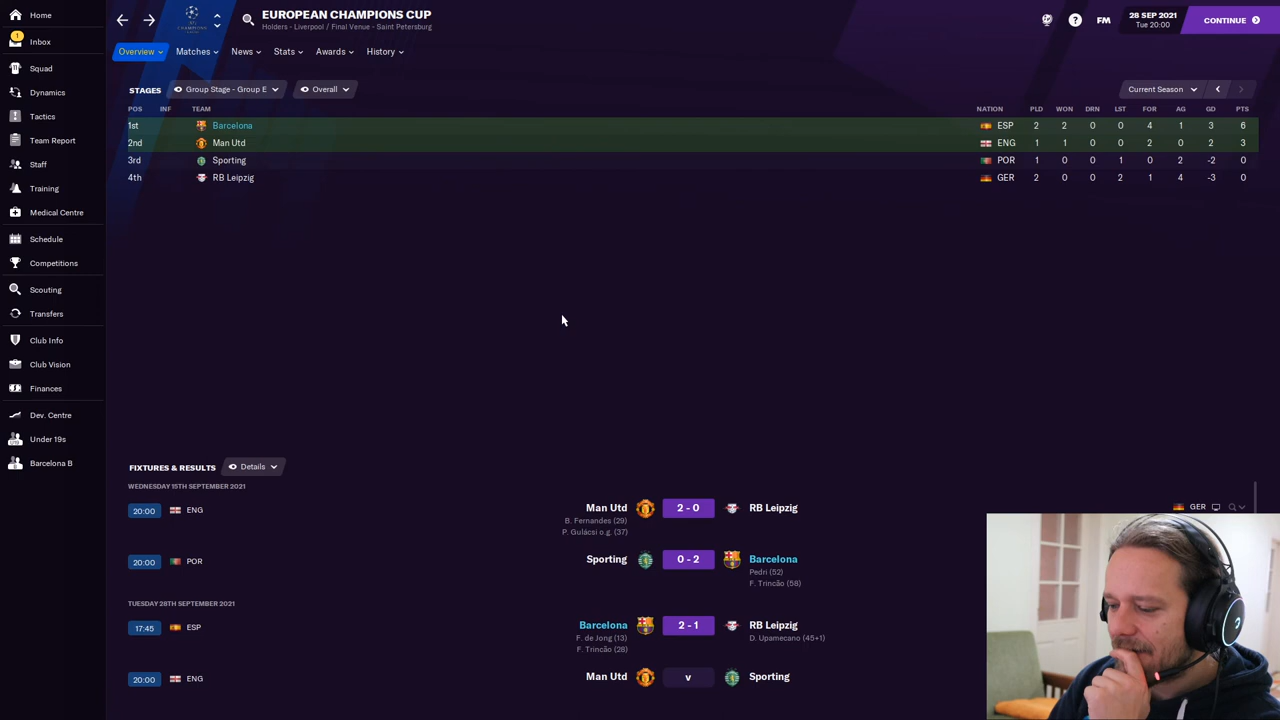 Home
EUROPEAN CHAMPIONS CUP
Holders - Liverpool / Final Venue - Saint Petersburg
FM
28 SEP 2021
Tue 20:00
CONTINUE
1
Inbox
Squad
Dynamics
Tactics
Team Report
Staff
Training
Medical Centre
Schedule
Competitions
Scouting
Transfers
Club Info
Club Vision
Finances
Dev. Centre
Under 19s
Barcelona B
Overview Matches News Stats Awards History
STAGES Group Stage - Group E Overall Current Season
POS INF TEAM NATION PLD WON DRN LST FOR AG GD PTS
1st Barcelona ESP 2 2 0 0 4 1 3 6
2nd Man Utd ENG 1 1 0 0 2 0 2 3
3rd Sporting POR 1 0 0 1 0 2 -2 0
4th RB Leipzig GER 2 0 0 2 1 4 -3 0
FIXTURES & RESULTS Details
WEDNESDAY 15TH SEPTEMBER 2021
20:00 ENG Man Utd 2 - 0 RB Leipzig GER
B. Fernandes (29)
P. Gulácsi o.g. (37)
20:00 POR Sporting 0 - 2 Barcelona
Pedri (52)
F. Trincão (58)
TUESDAY 28TH SEPTEMBER 2021
17:45 ESP Barcelona 2 - 1 RB Leipzig
F. de Jong (13) D. Upamecano (45+1)
F. Trincão (28)
20:00 ENG Man Utd v Sporting